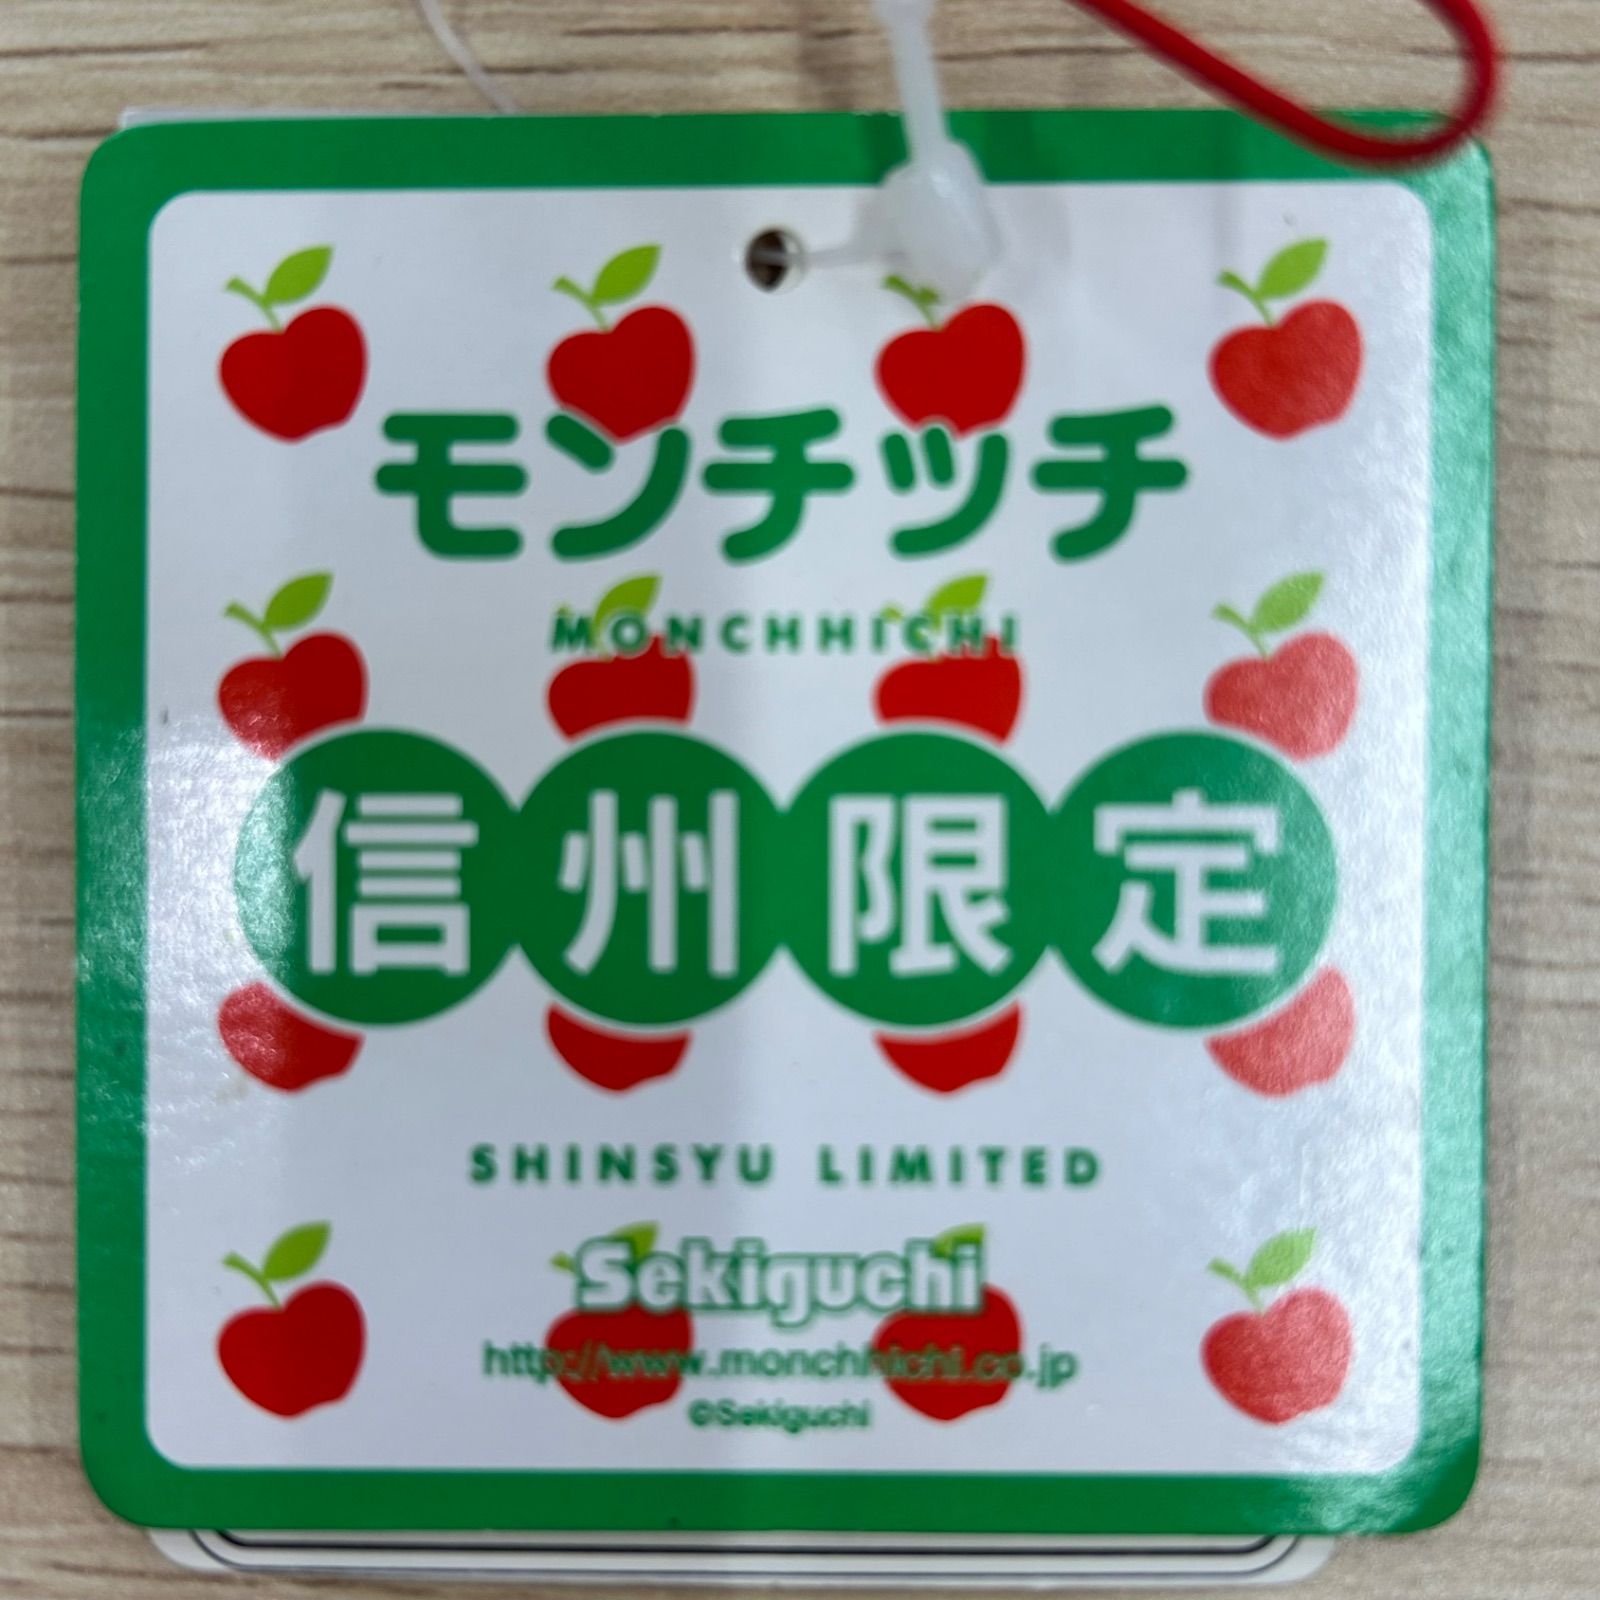 モンチッチ
MONCHHICHI
信州限定
SHINSYU LIMITED
Sekiguchi
http://www.monchhichi.co.jp
©Sekiguchi